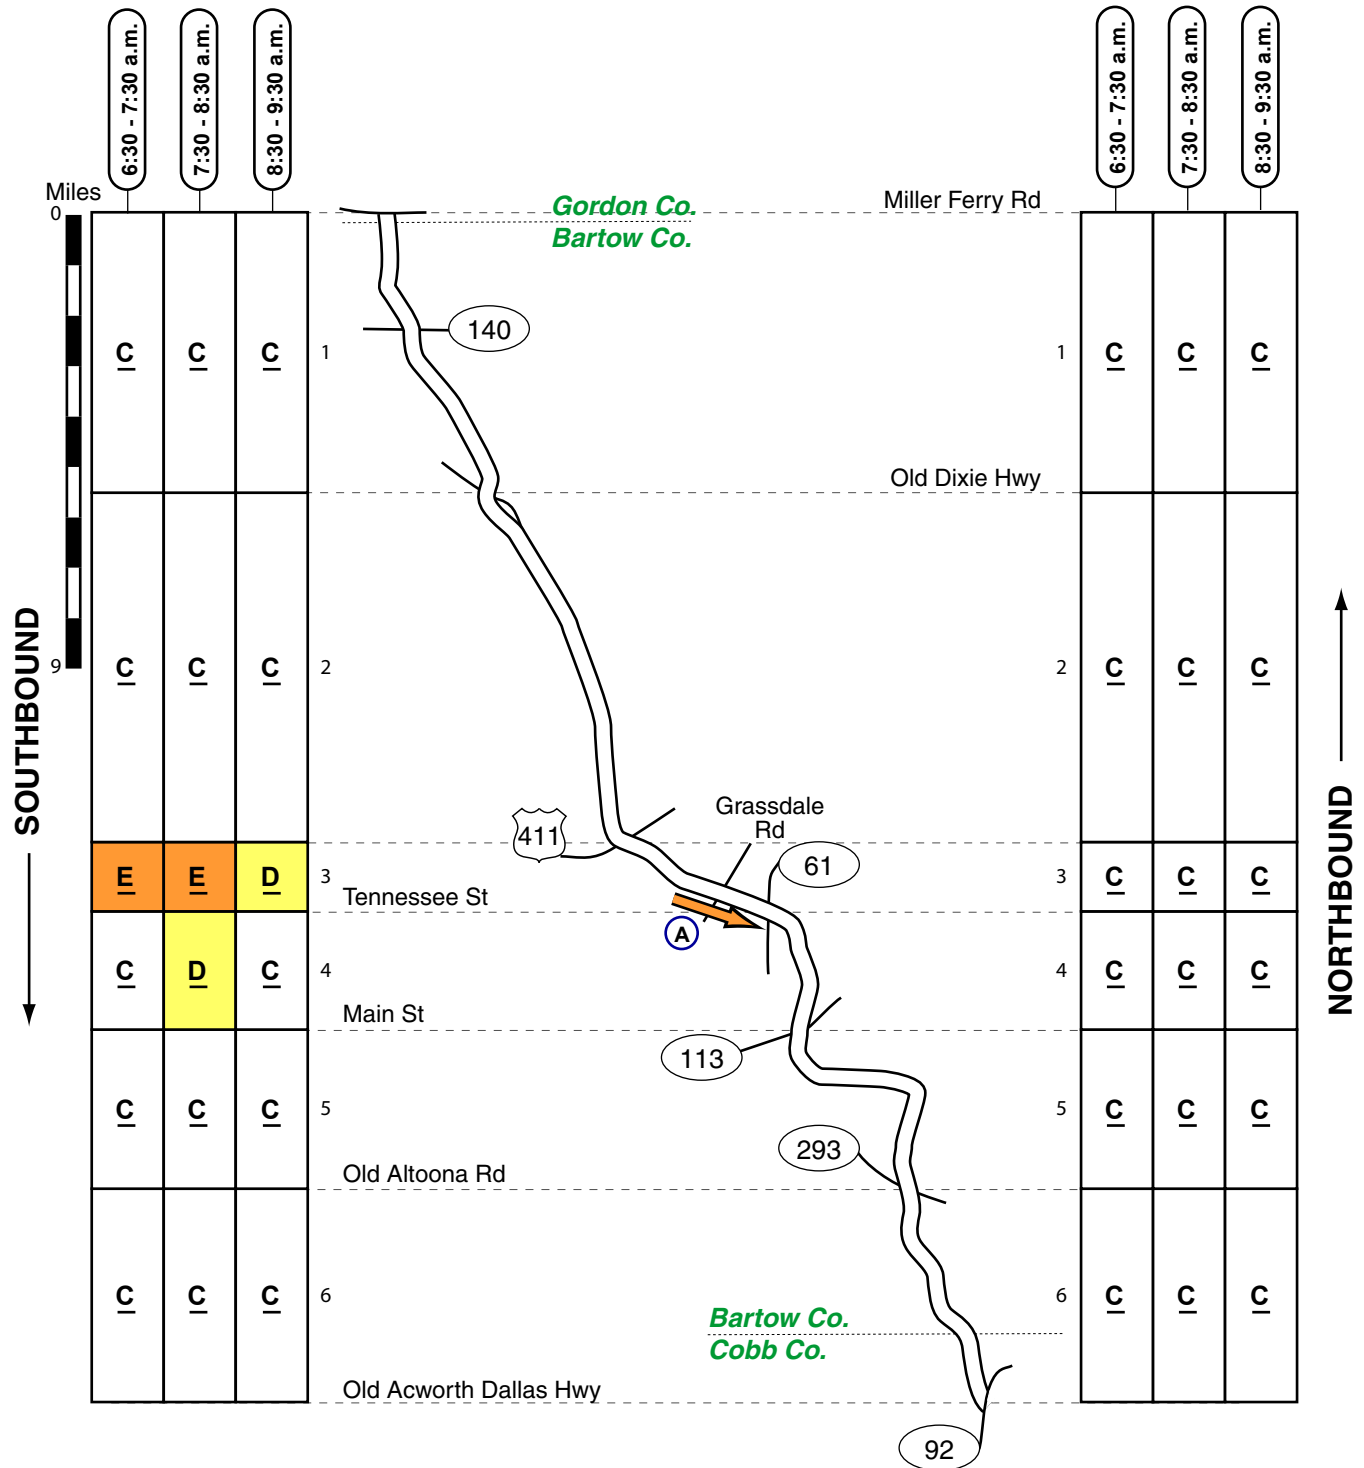 6:30 - 7:30 a.m.
7:30 - 8:30 a.m.
8:30 - 9:30 a.m.
6:30 - 7:30 a.m.
7:30 - 8:30 a.m.
8:30 - 9:30 a.m.
Miles
0
9
SOUTHBOUND
NORTHBOUND
Gordon Co.
Bartow Co.
Miller Ferry Rd
140
C C C 1
1 C C C
Old Dixie Hwy
C C C 2
2 C C C
411
Grassdale
Rd
61
E E D 3
3 C C C
Tennessee St
A
C D C 4
4 C C C
Main St
113
C C C 5
5 C C C
293
Old Altoona Rd
C C C 6
6 C C C
Bartow Co.
Cobb Co.
Old Acworth Dallas Hwy
92